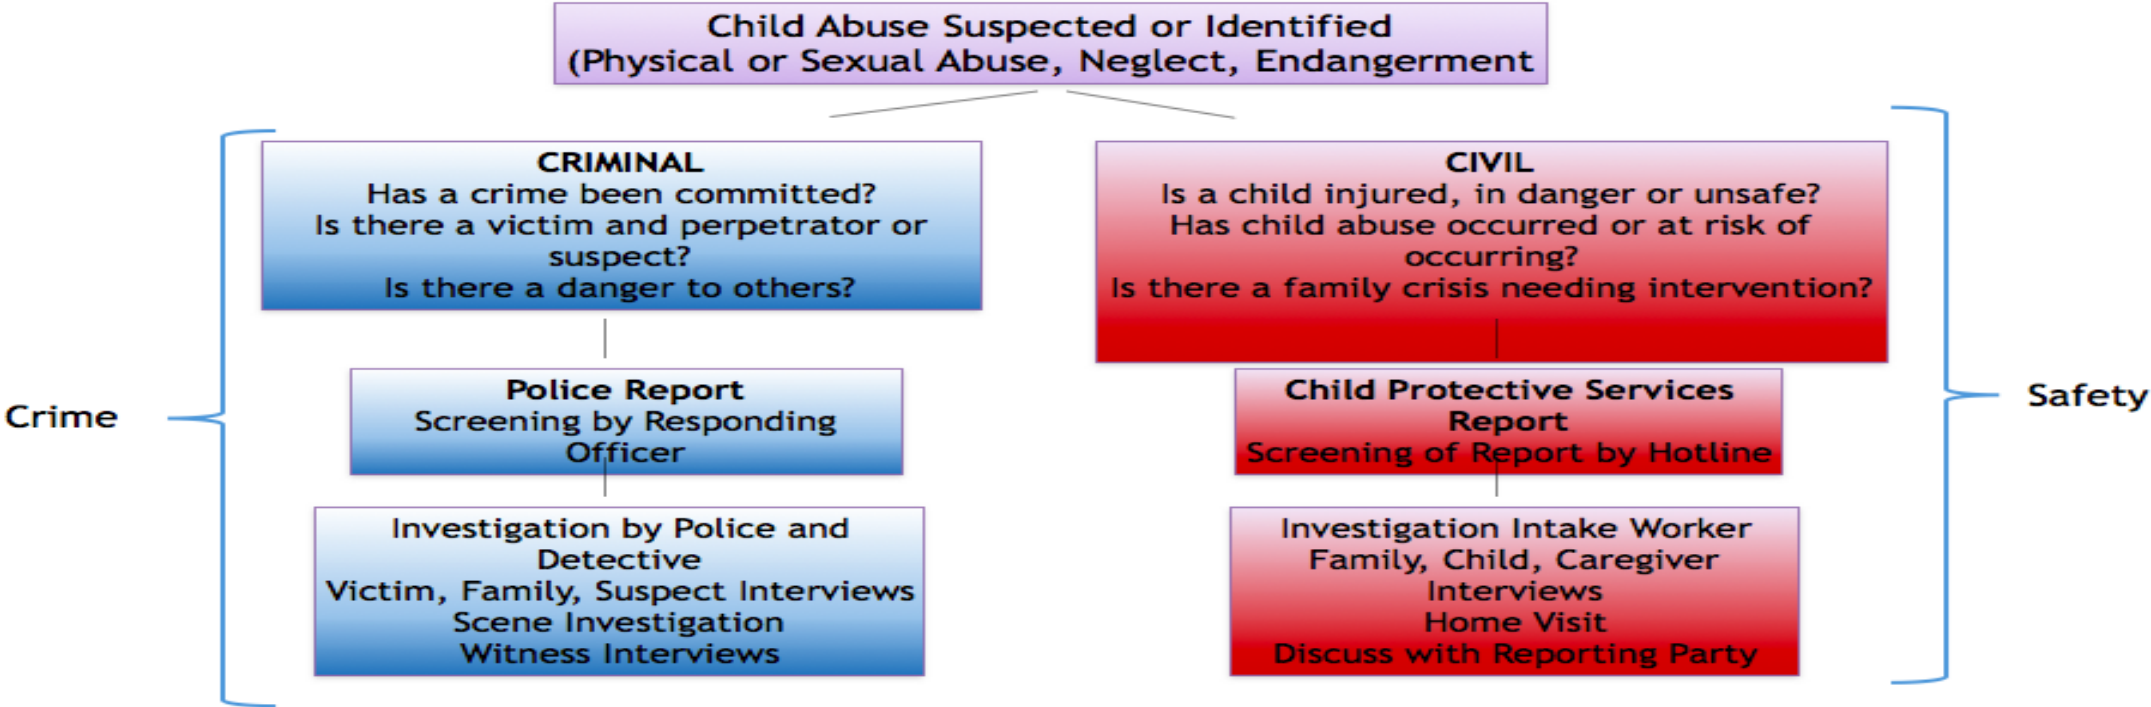 Child Abuse Suspected or Identified
(Physical or Sexual Abuse, Neglect, Endangerment
CRIMINAL
Has a crime been committed?
Is there a victim and perpetrator or
suspect?
Is there a danger to others?
CIVIL
Is a child injured, in danger or unsafe?
Has child abuse occurred or at risk of
occurring?
Is there a family crisis needing intervention?
Crime
Police Report
Screening by Responding
Officer
Child Protective Services
Report
Screening of Report by Hotline
Safety
Investigation by Police and
Detective
Victim, Family, Suspect Interviews
Scene Investigation
Witness Interviews
Investigation Intake Worker
Family, Child, Caregiver
Interviews
Home Visit
Discuss with Reporting Party